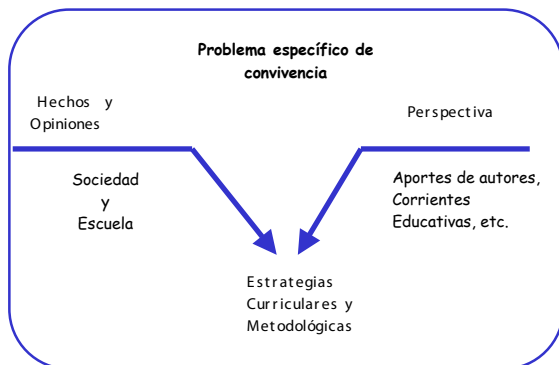 Problema específico de
convivencia
Hechos y
Opiniones
Perspectiva
Sociedad
y
Escuela
Aportes de autores,
Corrientes
Educativas, etc.
Estrategias
Curriculares y
Metodológicas